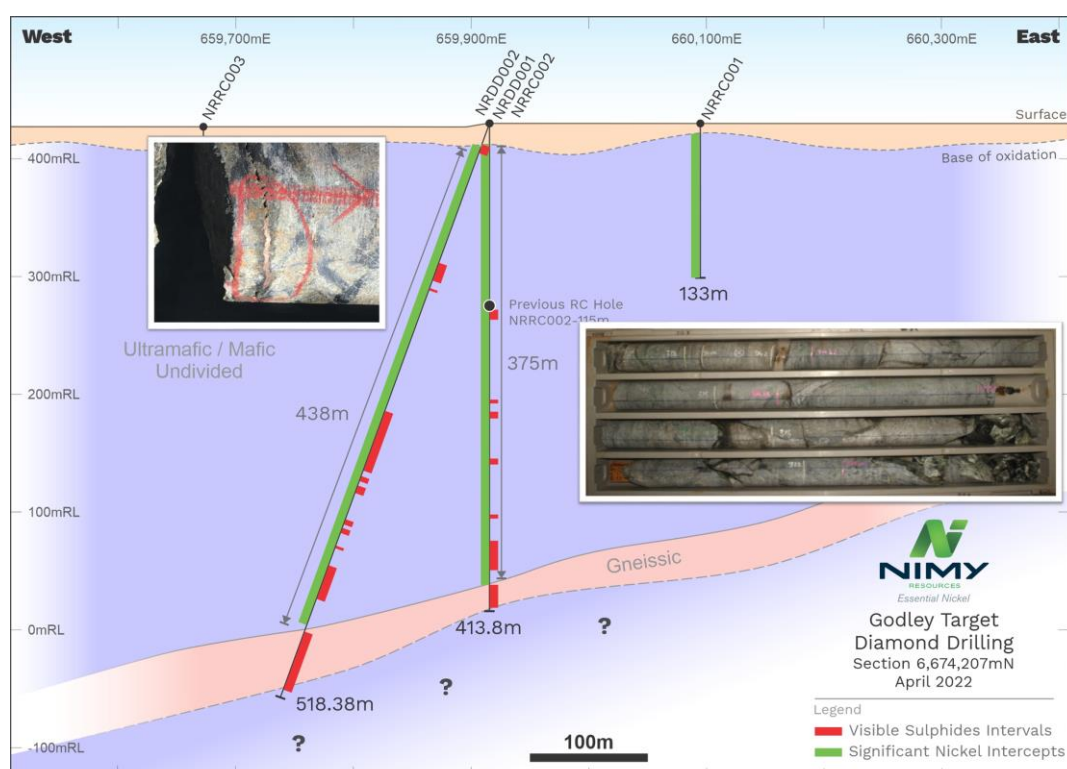 West
659,700mE
659,900mE
660,100mE
660,300mE
East
NRRC003
NRDD002
NRDD001
NRRC002
NRRC001
Surface
Base of oxidation
400mRL
300mRL
200mRL
100mRL
0mRL
-100mRL
133m
Previous RC Hole
NRRC002-115m
375m
Ultramafic / Mafic
Undivided
438m
Gneissic
413.8m
518.38m
?
?
?
100m
NIMY
RESOURCES
Essential Nickel
Godley Target
Diamond Drilling
Section 6,674,207mN
April 2022
Legend
Visible Sulphides Intervals
Significant Nickel Intercepts